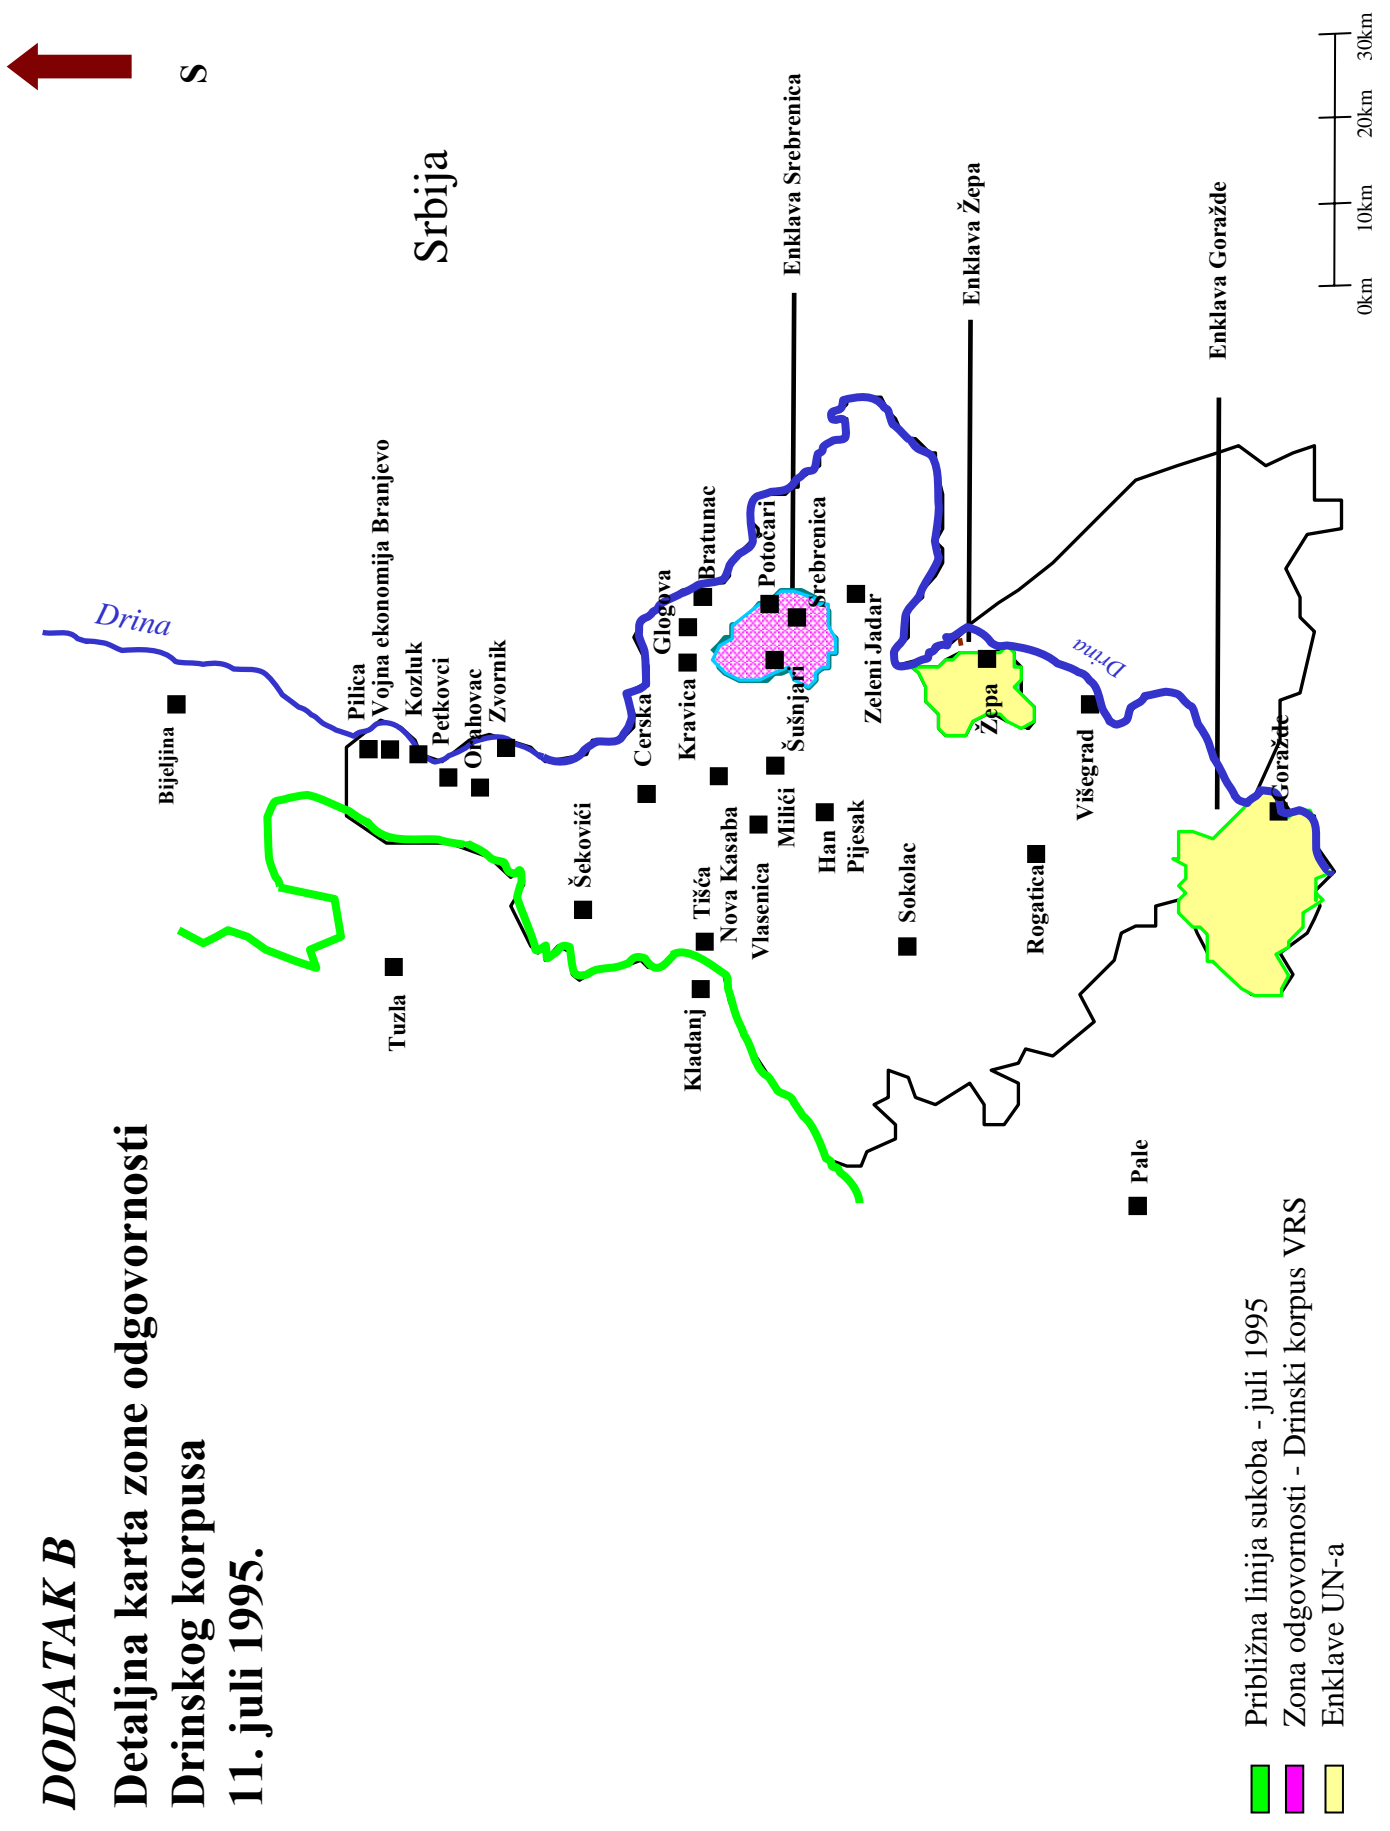 DODATAK B
Detaljna karta zone odgovornosti
Drinskog korpusa
11. juli 1995.
S
Srbija
Drina
Bijeljina
Pilica
Vojna ekonomija Branjevo
Kozluk
Petkovci
Orahovac
Zvornik
Tuzla
Šekovići
Cerska
Glogova
Kravica
Bratunac
Potočari
Srebrenica
Enklava Srebrenica
Šušnjari
Zeleni Jadar
Kladanj
Tišća
Nova Kasaba
Vlasenica
Milići
Han
Pijesak
Sokolac
Žepa
Enklava Žepa
Drina
Višegrad
Rogatica
Pale
Goražde
Enklava Goražde
Približna linija sukoba - juli 1995
Zona odgovornosti - Drinski korpus VRS
Enklave UN-a
0km 10km 20km 30km